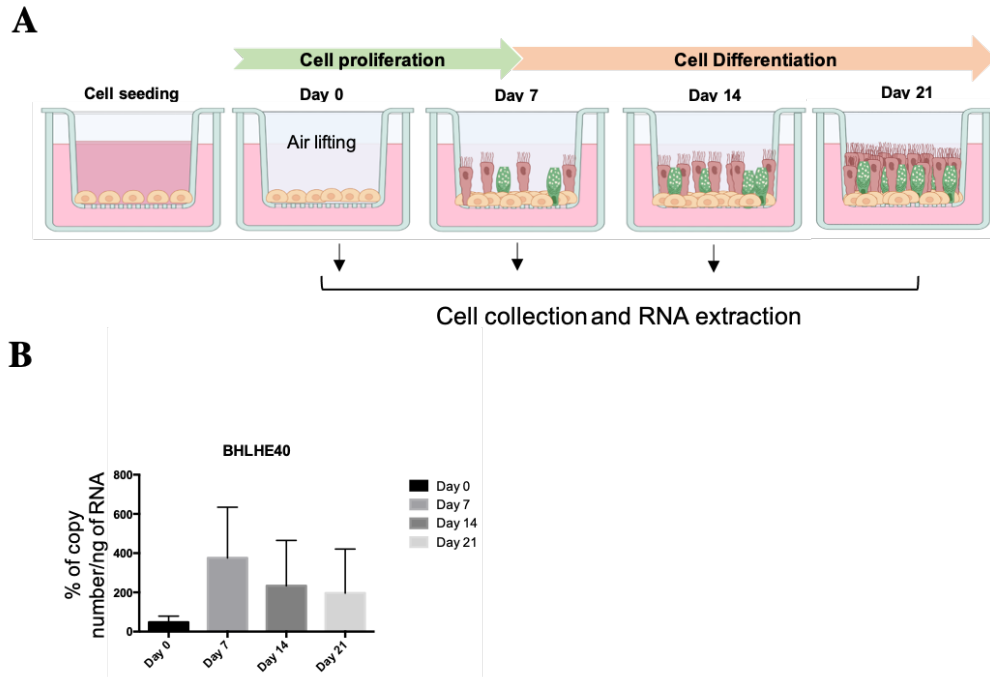 A
Cell proliferation
Cell Differentiation
Cell seeding
Day 0
Day 7
Day 14
Day 21
Air lifting
Cell collection and RNA extraction
B
BHLHE40
% of copy
number/ng of RNA
800
600
400
200
0
Day 0
Day 7
Day 14
Day 21
Day 0
Day 7
Day 14
Day 21